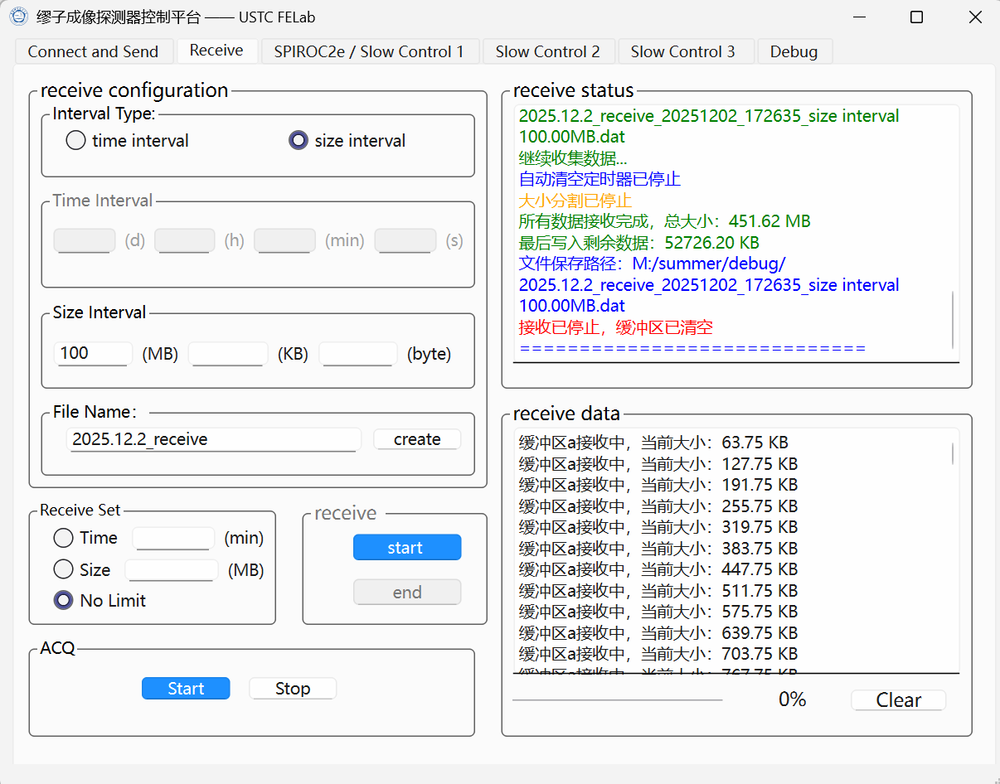 缪子成像探测器控制平台 —— USTC FELab
Connect and Send
Receive
SPIROC2e / Slow Control 1
Slow Control 2
Slow Control 3
Debug
receive configuration
Interval Type:
time interval
size interval
Time Interval
(d)
(h)
(min)
(s)
Size Interval
100
(MB)
(KB)
(byte)
File Name：
2025.12.2_receive
create
Receive Set
Time
(min)
Size
(MB)
No Limit
receive
start
end
ACQ
Start
Stop
receive status
2025.12.2_receive_20251202_172635_size interval
100.00MB.dat
继续收集数据...
自动清空定时器已停止
大小分割已停止
所有数据接收完成，总大小：451.62 MB
最后写入剩余数据：52726.20 KB
文件保存路径：M:/summer/debug/
2025.12.2_receive_20251202_172635_size interval
100.00MB.dat
接收已停止，缓冲区已清空
=============================
receive data
缓冲区a接收中，当前大小：63.75 KB
缓冲区a接收中，当前大小：127.75 KB
缓冲区a接收中，当前大小：191.75 KB
缓冲区a接收中，当前大小：255.75 KB
缓冲区a接收中，当前大小：319.75 KB
缓冲区a接收中，当前大小：383.75 KB
缓冲区a接收中，当前大小：447.75 KB
缓冲区a接收中，当前大小：511.75 KB
缓冲区a接收中，当前大小：575.75 KB
缓冲区a接收中，当前大小：639.75 KB
缓冲区a接收中，当前大小：703.75 KB
缓冲区a接收中，当前大小：767.75 KB
0%
Clear